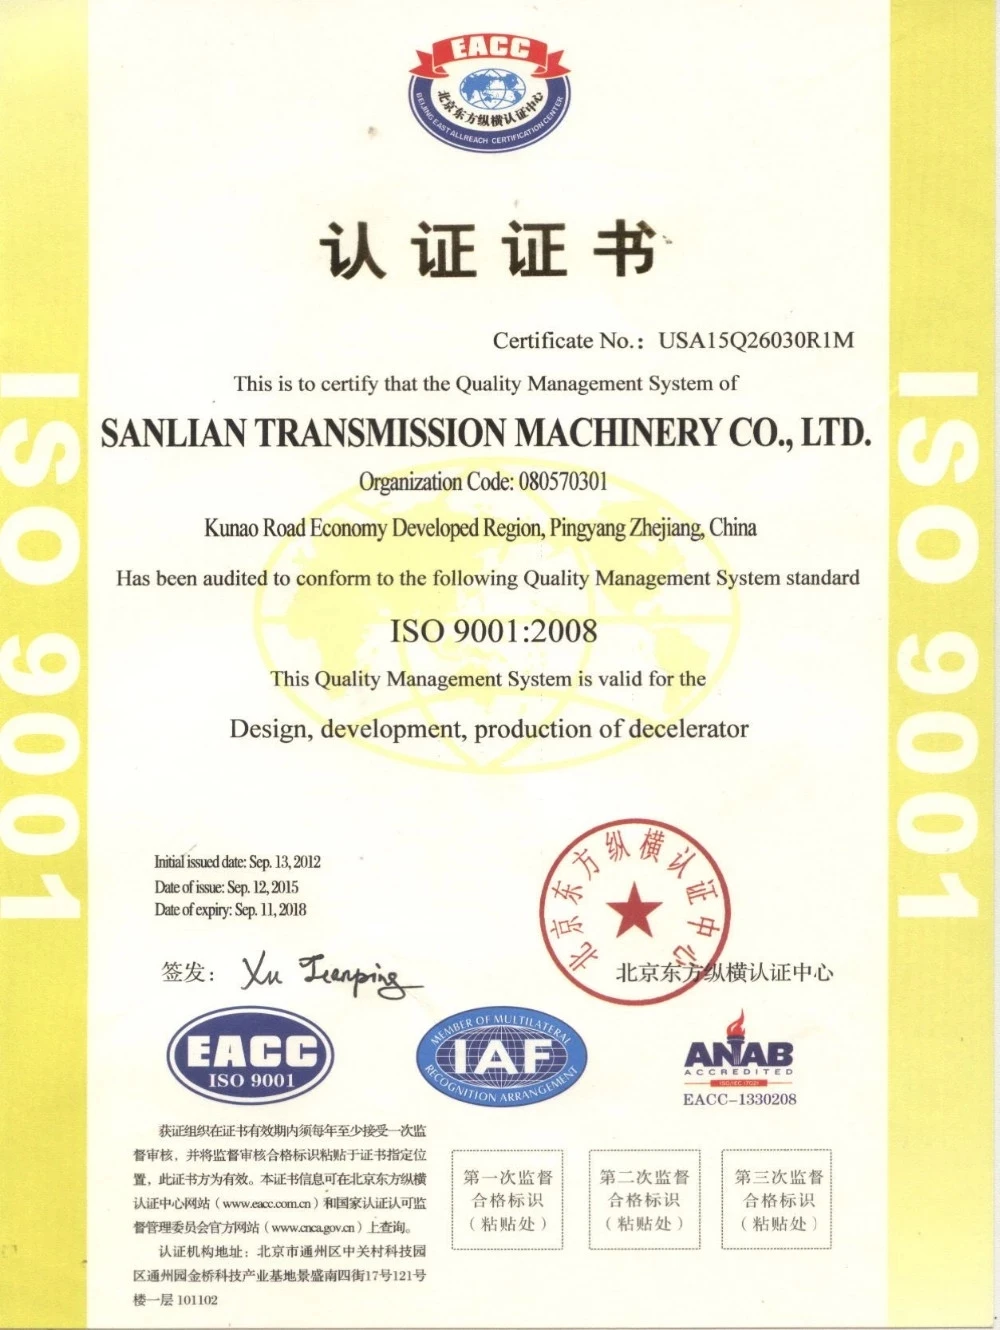 EACC
北京东方纵横认证中心
BEIJING EAST ALLREACH CERTIFICATION CENTER
认证证书
Certificate No.: USA15Q26030R1M
This is to certify that the Quality Management System of
SANLIAN TRANSMISSION MACHINERY CO., LTD.
Organization Code: 080570301
Kunao Road Economy Developed Region, Pingyang Zhejiang, China
Has been audited to conform to the following Quality Management System standard
ISO 9001:2008
This Quality Management System is valid for the
Design, development, production of decelerator
ISO 9001
ISO 9001
Initial issued date: Sep. 13, 2012
Date of issue: Sep. 12, 2015
Date of expiry: Sep. 11, 2018
北京东方纵横认证中心
签发： Xu Tianping
北京东方纵横认证中心
EACC
ISO 9001
MEMBER OF MULTILATERAL
IAF
RECOGNITION ARRANGEMENT
ANAB
ACCREDITED
ISO/IEC 17021
EACC-1330208
获证组织在证书有效期内须每年至少接受一次监
督审核，并将监督审核合格标识粘贴于证书指定位
置，此证书方为有效。本证书信息可在北京东方纵横
认证中心网站（www.eacc.com.cn）和国家认证认可监
督管理委员会官方网站（www.cnca.gov.cn）上查询。
认证机构地址：北京市通州区中关村科技园
区通州园金桥科技产业基地景盛南四街17号121号
楼一层 101102
第一次监督
合格标识
（粘贴处）
第二次监督
合格标识
（粘贴处）
第三次监督
合格标识
（粘贴处）